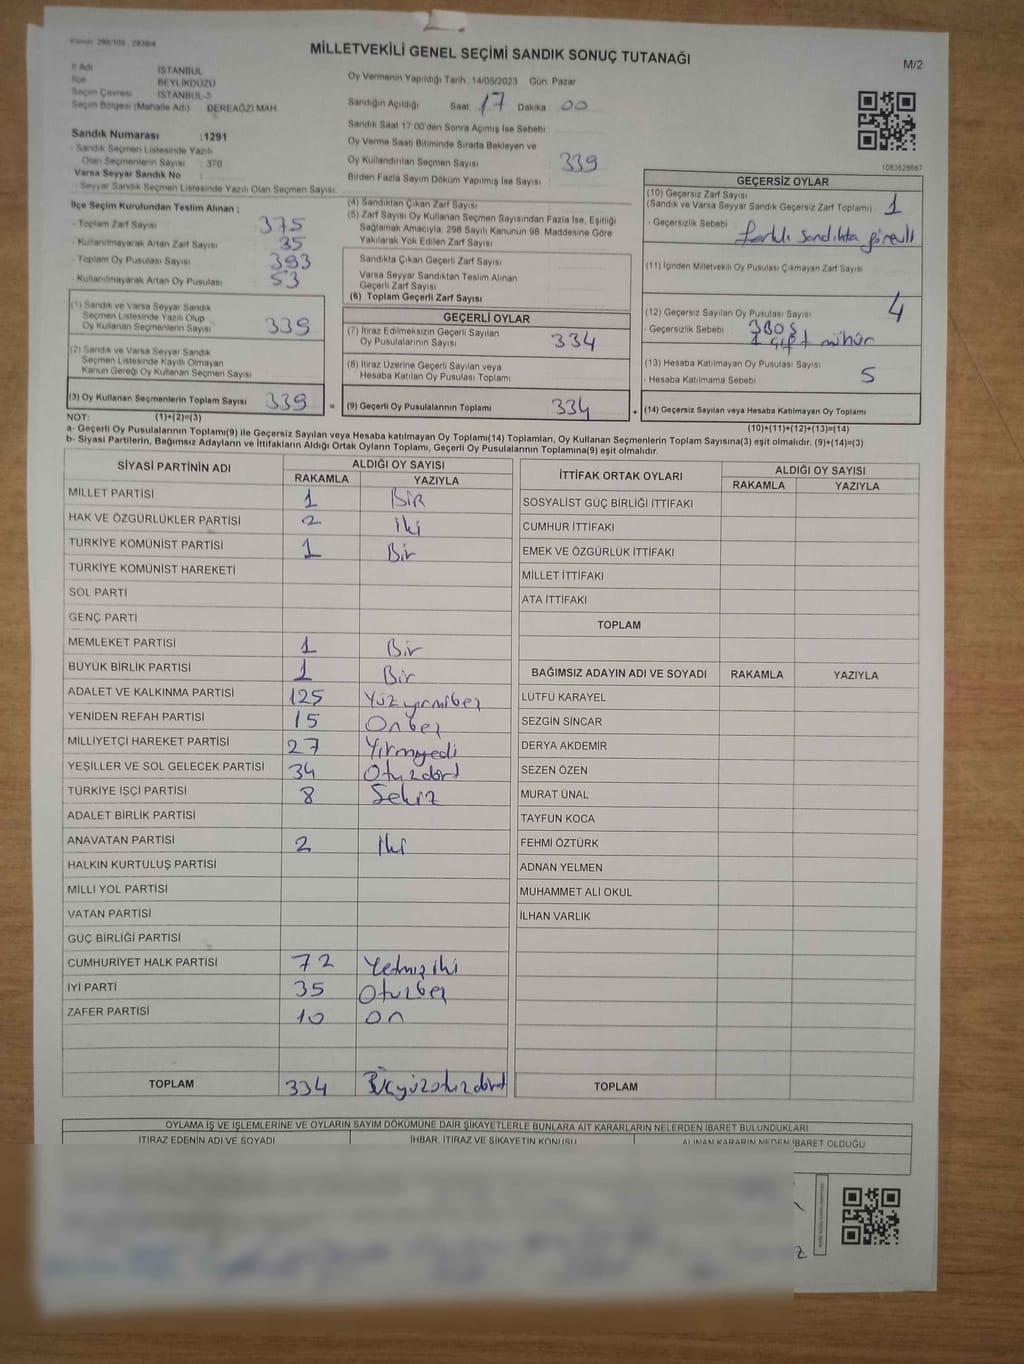 Kanun: 298/105 , 2839/4
MİLLETVEKİLİ GENEL SEÇİMİ SANDIK SONUÇ TUTANAĞI
M/2
İl Adı İSTANBUL
İlçe BEYLİKDÜZÜ
Seçim Çevresi İSTANBUL-3
Seçim Bölgesi (Mahalle Adı) : DEREAĞZI MAH
Sandık Numarası : 1291
- Sandık Seçmen Listesinde Yazılı
Olan Seçmenlerin Sayısı : 370
Varsa Seyyar Sandık No
- Seyyar Sandık Seçmen Listesinde Yazılı Olan Seçmen Sayısı:
Oy Vermenin Yapıldığı Tarih: 14/05/2023 Gün: Pazar
Sandığın Açıldığı Saat 17 Dakika 00
Sandık Saat 17:00'den Sonra Açılmış İse Sebebi
Oy Verme Saati Bitiminde Sırada Bekleyen ve
Oy Kullandırılan Seçmen Sayısı 339
Birden Fazla Sayım Döküm Yapılmış İse Sayısı
1083628667
İlçe Seçim Kurulundan Teslim Alınan ;
- Toplam Zarf Sayısı 375
- Kullanılmayarak Artan Zarf Sayısı 35
- Toplam Oy Pusulası Sayısı 393
- Kullanılmayarak Artan Oy Pusulası 53
(1) Sandık ve Varsa Seyyar Sandık
Seçmen Listesinde Yazılı Olup
Oy Kullanan Seçmenlerin Sayısı 339
(2) Sandık ve Varsa Seyyar Sandık
Seçmen Listesinde Kayıtlı Olmayan
Kanun Gereği Oy Kullanan Seçmen Sayısı
(3) Oy Kullanan Seçmenlerin Toplam Sayısı 339 =
(4) Sandıktan Çıkan Zarf Sayısı
(5) Zarf Sayısı Oy Kullanan Seçmen Sayısından Fazla İse, Eşitliği
Sağlamak Amacıyla, 298 Sayılı Kanunun 98. Maddesine Göre
Yakılarak Yok Edilen Zarf Sayısı
Sandıkta Çıkan Geçerli Zarf Sayısı
Varsa Seyyar Sandıktan Teslim Alınan
Geçerli Zarf Sayısı
(6) Toplam Geçerli Zarf Sayısı
GEÇERLİ OYLAR
(7) İtiraz Edilmeksizin Geçerli Sayılan
Oy Pusulalarının Sayısı 334
(8) İtiraz Üzerine Geçerli Sayılan veya
Hesaba Katılan Oy Pusulası Toplamı
(9) Geçerli Oy Pusulalarının Toplamı 334 +
GEÇERSİZ OYLAR
(10) Geçersiz Zarf Sayısı
(Sandık ve Varsa Seyyar Sandık Geçersiz Zarf Toplamı) 1
- Geçersizlik Sebebi farklı sandıkta görevli
(11) İçinden Milletvekili Oy Pusulası Çıkmayan Zarf Sayısı
(12) Geçersiz Sayılan Oy Pusulası Sayısı 4
- Geçersizlik Sebebi 3 BOŞ
1 çift mühür
(13) Hesaba Katılmayan Oy Pusulası Sayısı
- Hesaba Katılmama Sebebi 5
(14) Geçersiz Sayılan veya Hesaba Katılmayan Oy Toplamı
NOT: (1)+(2)=(3) (10)+(11)+(12)+(13)=(14)
a- Geçerli Oy Pusulalarının Toplamı(9) ile Geçersiz Sayılan veya Hesaba katılmayan Oy Toplamı(14) Toplamları, Oy Kullanan Seçmenlerin Toplam Sayısına(3) eşit olmalıdır. (9)+(14)=(3)
b- Siyasi Partilerin, Bağımsız Adayların ve İttifakların Aldığı Ortak Oyların Toplamı, Geçerli Oy Pusulalarının Toplamına(9) eşit olmalıdır.
SİYASİ PARTİNİN ADI ALDIĞI OY SAYISI
RAKAMLA YAZIYLA
MİLLET PARTİSİ 1 Bir
HAK VE ÖZGÜRLÜKLER PARTİSİ 2 iki
TÜRKİYE KOMÜNİST PARTİSİ 1 Bir
TÜRKİYE KOMÜNİST HAREKETİ
SOL PARTİ
GENÇ PARTİ
MEMLEKET PARTİSİ 1 Bir
BÜYÜK BİRLİK PARTİSİ 1 Bir
ADALET VE KALKINMA PARTİSİ 125 Yüzyirmibeş
YENİDEN REFAH PARTİSİ 15 Onbeş
MİLLİYETÇİ HAREKET PARTİSİ 27 Yirmiyedi
YEŞİLLER VE SOL GELECEK PARTİSİ 34 Otuzdört
TÜRKİYE İŞÇİ PARTİSİ 8 Sekiz
ADALET BİRLİK PARTİSİ
ANAVATAN PARTİSİ 2 İki
HALKIN KURTULUŞ PARTİSİ
MİLLİ YOL PARTİSİ
VATAN PARTİSİ
GÜÇ BİRLİĞİ PARTİSİ
CUMHURİYET HALK PARTİSİ 72 Yetmişiki
İYİ PARTİ 35 Otuzbeş
ZAFER PARTİSİ 10 on
TOPLAM 334 Üçyüzotuzdört
İTTİFAK ORTAK OYLARI ALDIĞI OY SAYISI
RAKAMLA YAZIYLA
SOSYALİST GÜÇ BİRLİĞİ İTTİFAKI
CUMHUR İTTİFAKI
EMEK VE ÖZGÜRLÜK İTTİFAKI
MİLLET İTTİFAKI
ATA İTTİFAKI
TOPLAM
BAĞIMSIZ ADAYIN ADI VE SOYADI RAKAMLA YAZIYLA
LÜTFÜ KARAYEL
SEZGİN SİNCAR
DERYA AKDEMİR
SEZEN ÖZEN
MURAT ÜNAL
TAYFUN KOCA
FEHMİ ÖZTÜRK
ADNAN YELMEN
MUHAMMET ALİ OKUL
İLHAN VARLIK
TOPLAM
OYLAMA İŞ VE İŞLEMLERİNE VE OYLARIN SAYIM DÖKÜMÜNE DAİR ŞİKAYETLERLE BUNLARA AİT KARARLARIN NELERDEN İBARET BULUNDUKLARI
İTİRAZ EDENİN ADI VE SOYADI İHBAR, İTİRAZ VE ŞİKAYETİN KONUSU ALINAN KARARIN NEDEN İBARET OLDUĞU